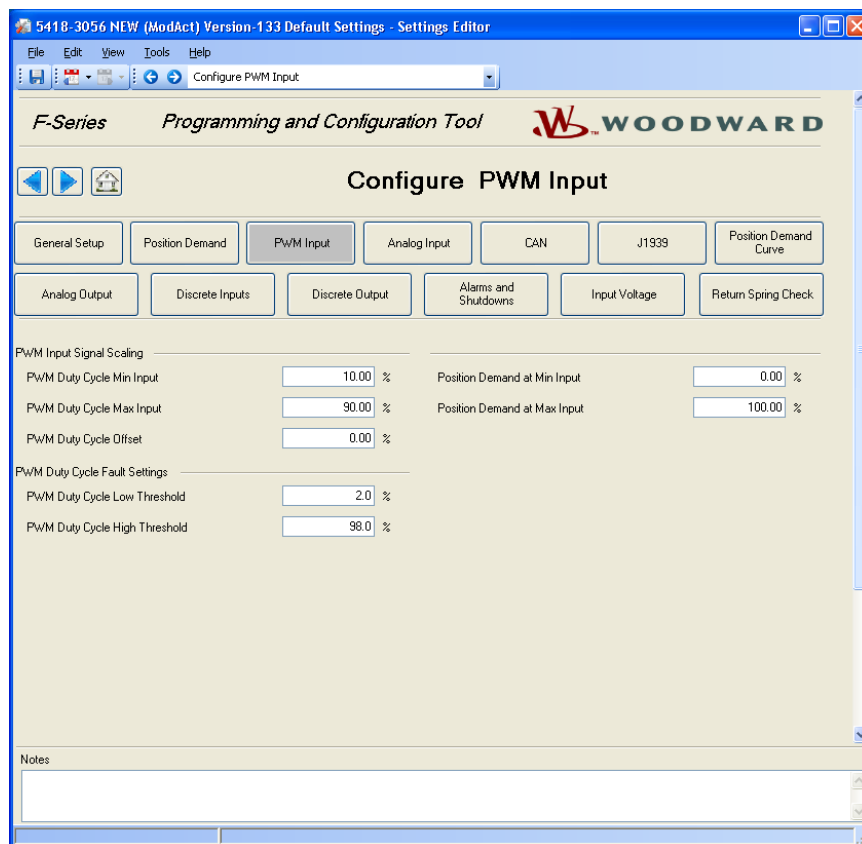 5418-3056 NEW (ModAct) Version-133 Default Settings - Settings Editor
File Edit View Tools Help
Configure PWM Input
F-Series Programming and Configuration Tool WOODWARD
Configure PWM Input
General Setup
Position Demand
PWM Input
Analog Input
CAN
J1939
Position Demand
Curve
Analog Output
Discrete Inputs
Discrete Output
Alarms and
Shutdowns
Input Voltage
Return Spring Check
PWM Input Signal Scaling
PWM Duty Cycle Min Input 10.00 % Position Demand at Min Input 0.00 %
PWM Duty Cycle Max Input 90.00 % Position Demand at Max Input 100.00 %
PWM Duty Cycle Offset 0.00 %
PWM Duty Cycle Fault Settings
PWM Duty Cycle Low Threshold 2.0 %
PWM Duty Cycle High Threshold 98.0 %
Notes